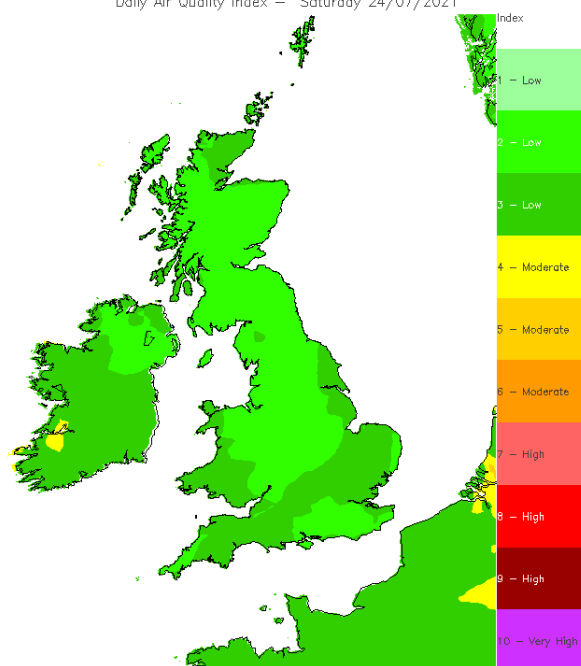 Daily Air Quality Index – Saturday 24/07/2021
Index
1 – Low
2 – Low
3 – Low
4 – Moderate
5 – Moderate
6 – Moderate
7 – High
8 – High
9 – High
10 – Very High